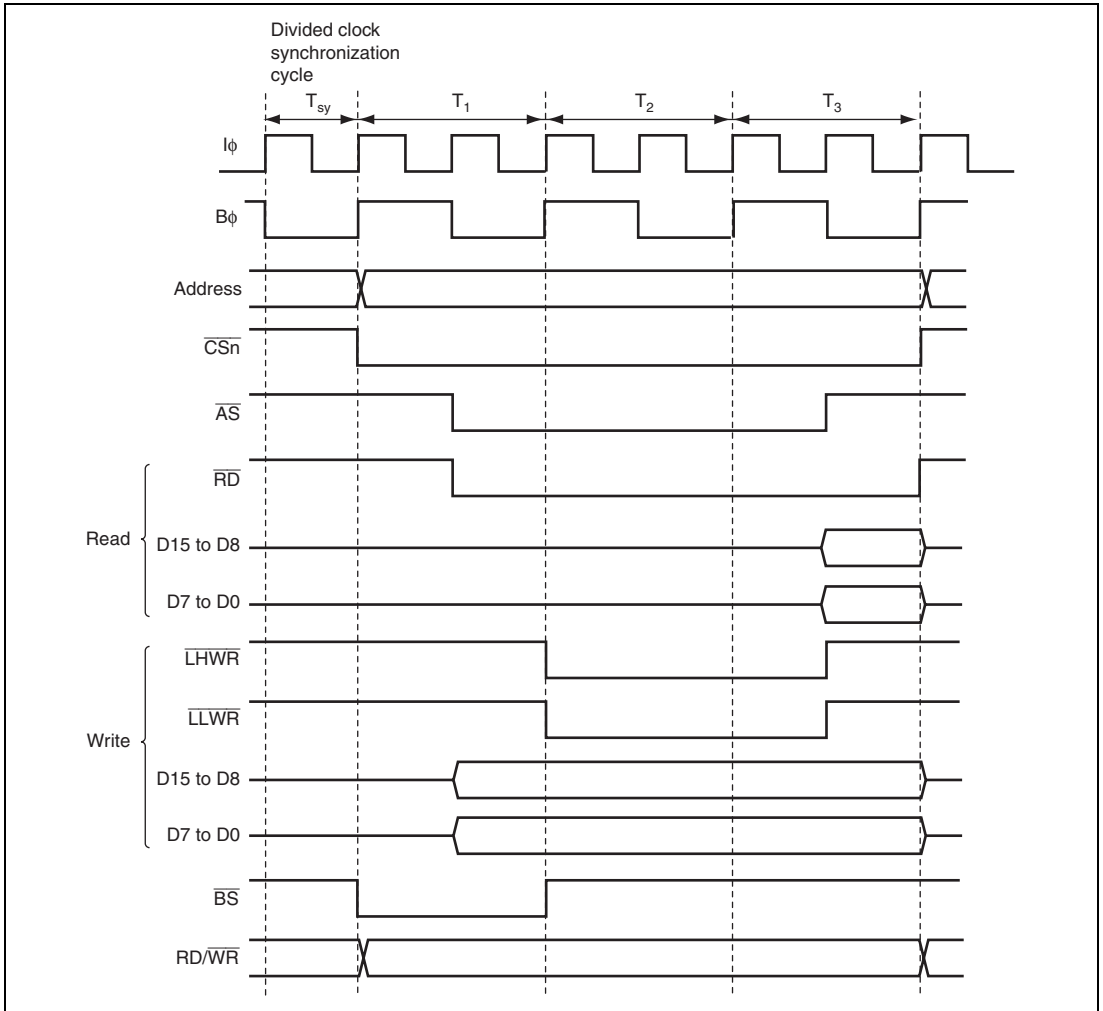 Divided clock
synchronization
cycle
Tsy T1 T2 T3
Iφ
Bφ
Address
CSn
AS
RD
Read
D15 to D8
D7 to D0
LHWR
LLWR
Write
D15 to D8
D7 to D0
BS
RD/WR